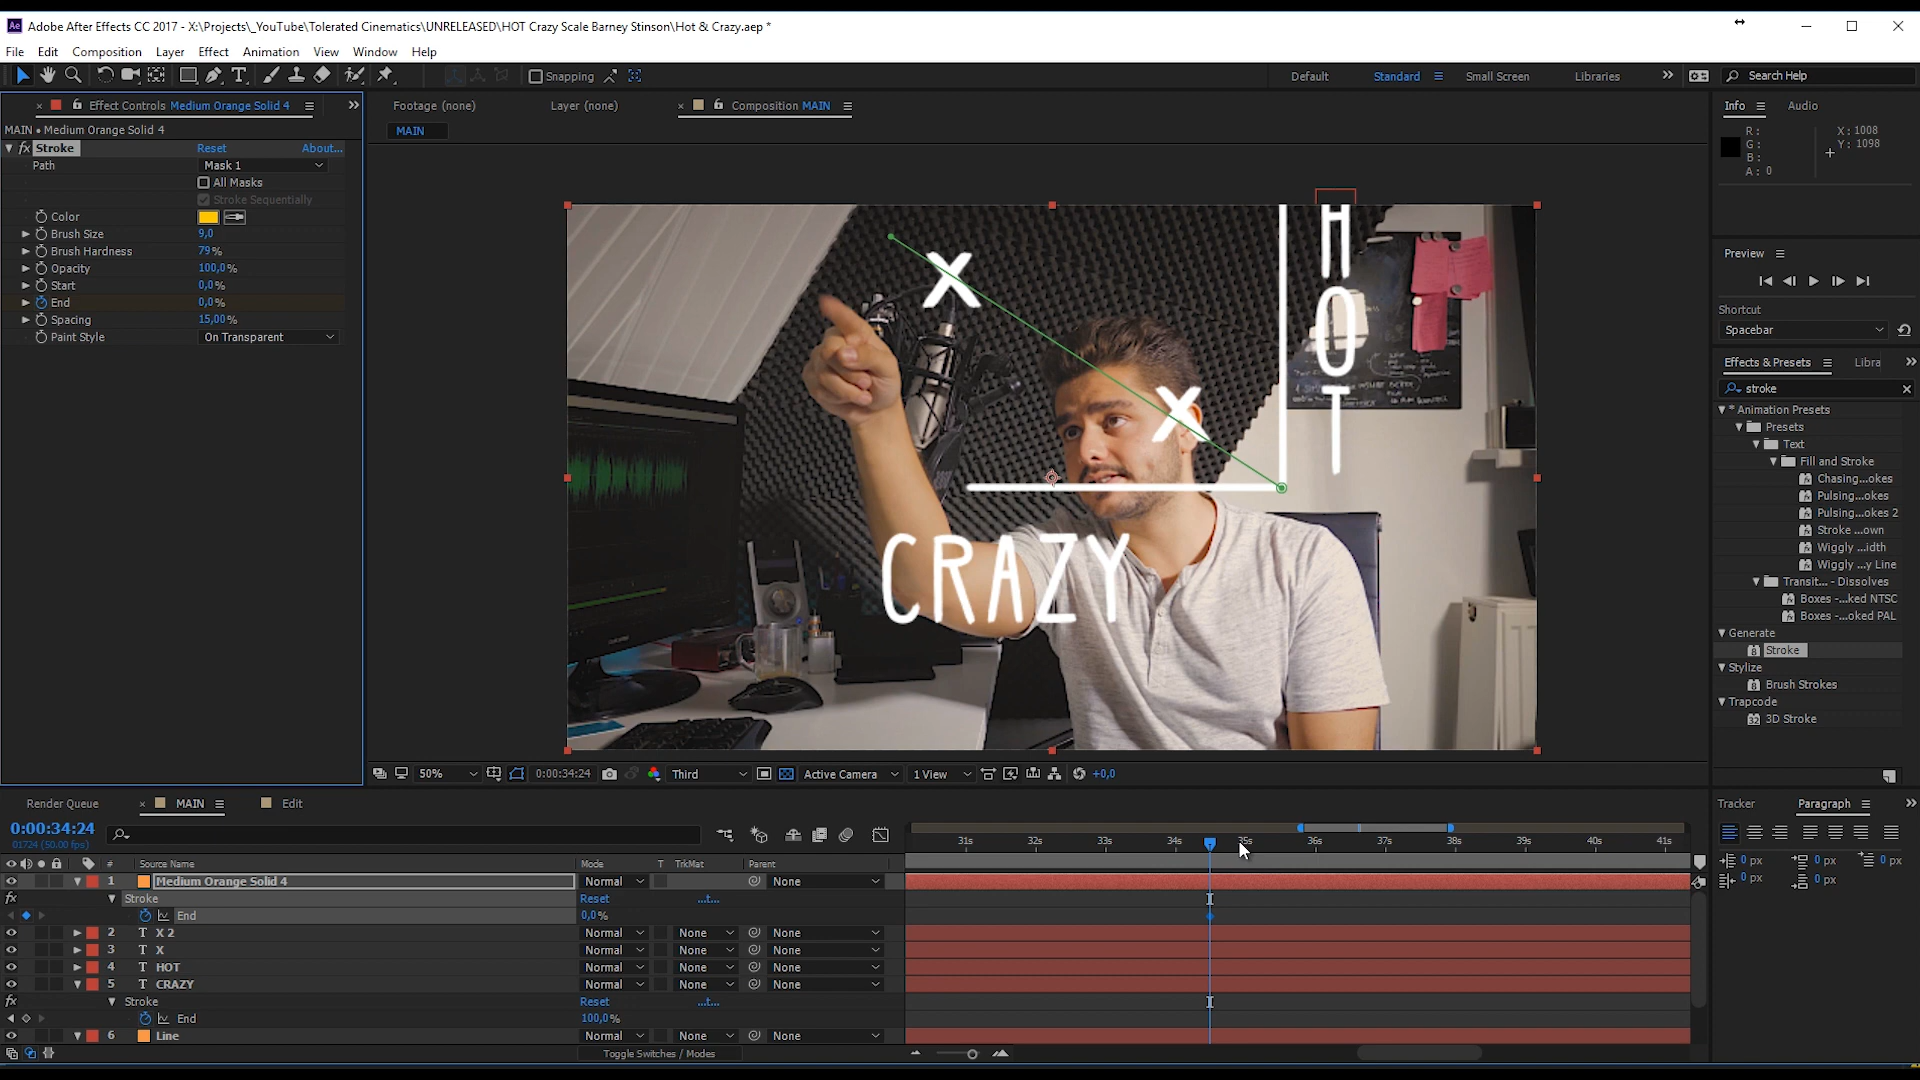 Adobe After Effects CC 2017 - X:\Projects\_YouTube\Tolerated Cinematics\UNRELEASED\HOT Crazy Scale Barney Stinson\Hot & Crazy.aep *
File Edit Composition Layer Effect Animation View Window Help
Snapping
Default Standard Small Screen Libraries
Search Help
Effect Controls Medium Orange Solid 4
MAIN • Medium Orange Solid 4
fx Stroke Reset About...
Path Mask 1
All Masks
Stroke Sequentially
Color
Brush Size 9,0
Brush Hardness 79%
Opacity 100,0%
Start 0,0%
End 0,0%
Spacing 15,00%
Paint Style On Transparent
Footage (none) Layer (none) Composition MAIN
MAIN
X
X
HOT
CRAZY
50% 0:00:34:24 Third Active Camera 1 View +0,0
Info Audio
R: X: 1008
G: Y: 1098
B:
A: 0
Preview
Shortcut
Spacebar
Effects & Presets Libra
stroke
* Animation Presets
Presets
Text
Fill and Stroke
Chasing...okes
Pulsing...okes
Pulsing...okes 2
Stroke ...own
Wiggly ...idth
Wiggly ...y Line
Transit... - Dissolves
Boxes -...ked NTSC
Boxes -...oked PAL
Generate
Stroke
Stylize
Brush Strokes
Trapcode
3D Stroke
Render Queue MAIN Edit
0:00:34:24
01724 (50.00 fps)
31s 32s 33s 34s 35s 36s 37s 38s 39s 40s 41s
# Source Name Mode T TrkMat Parent
1 Medium Orange Solid 4 Normal None
fx Stroke Reset ...t...
End 0,0%
2 T X 2 Normal None None
3 T X Normal None None
4 T HOT Normal None None
5 T CRAZY Normal None None
fx Stroke Reset ...t...
End 100,0%
6 Line Normal None None
Toggle Switches / Modes
Tracker Paragraph
0 px 0 px 0 px
0 px 0 px